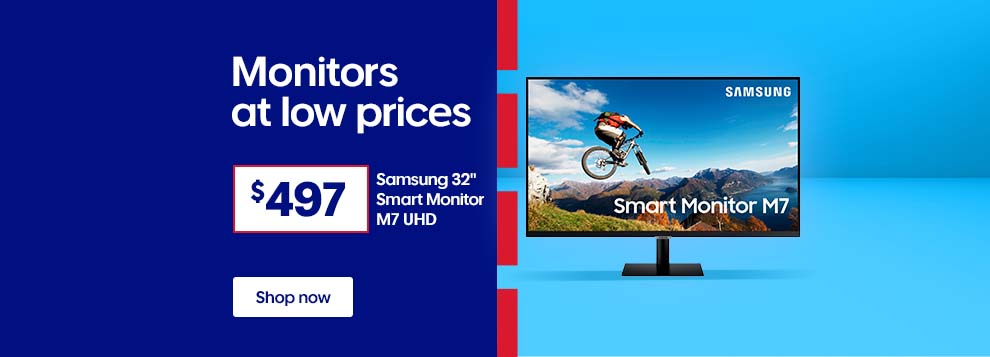 Monitors
at low prices
$497
Samsung 32"
Smart Monitor
M7 UHD
Shop now
SAMSUNG
Smart Monitor M7